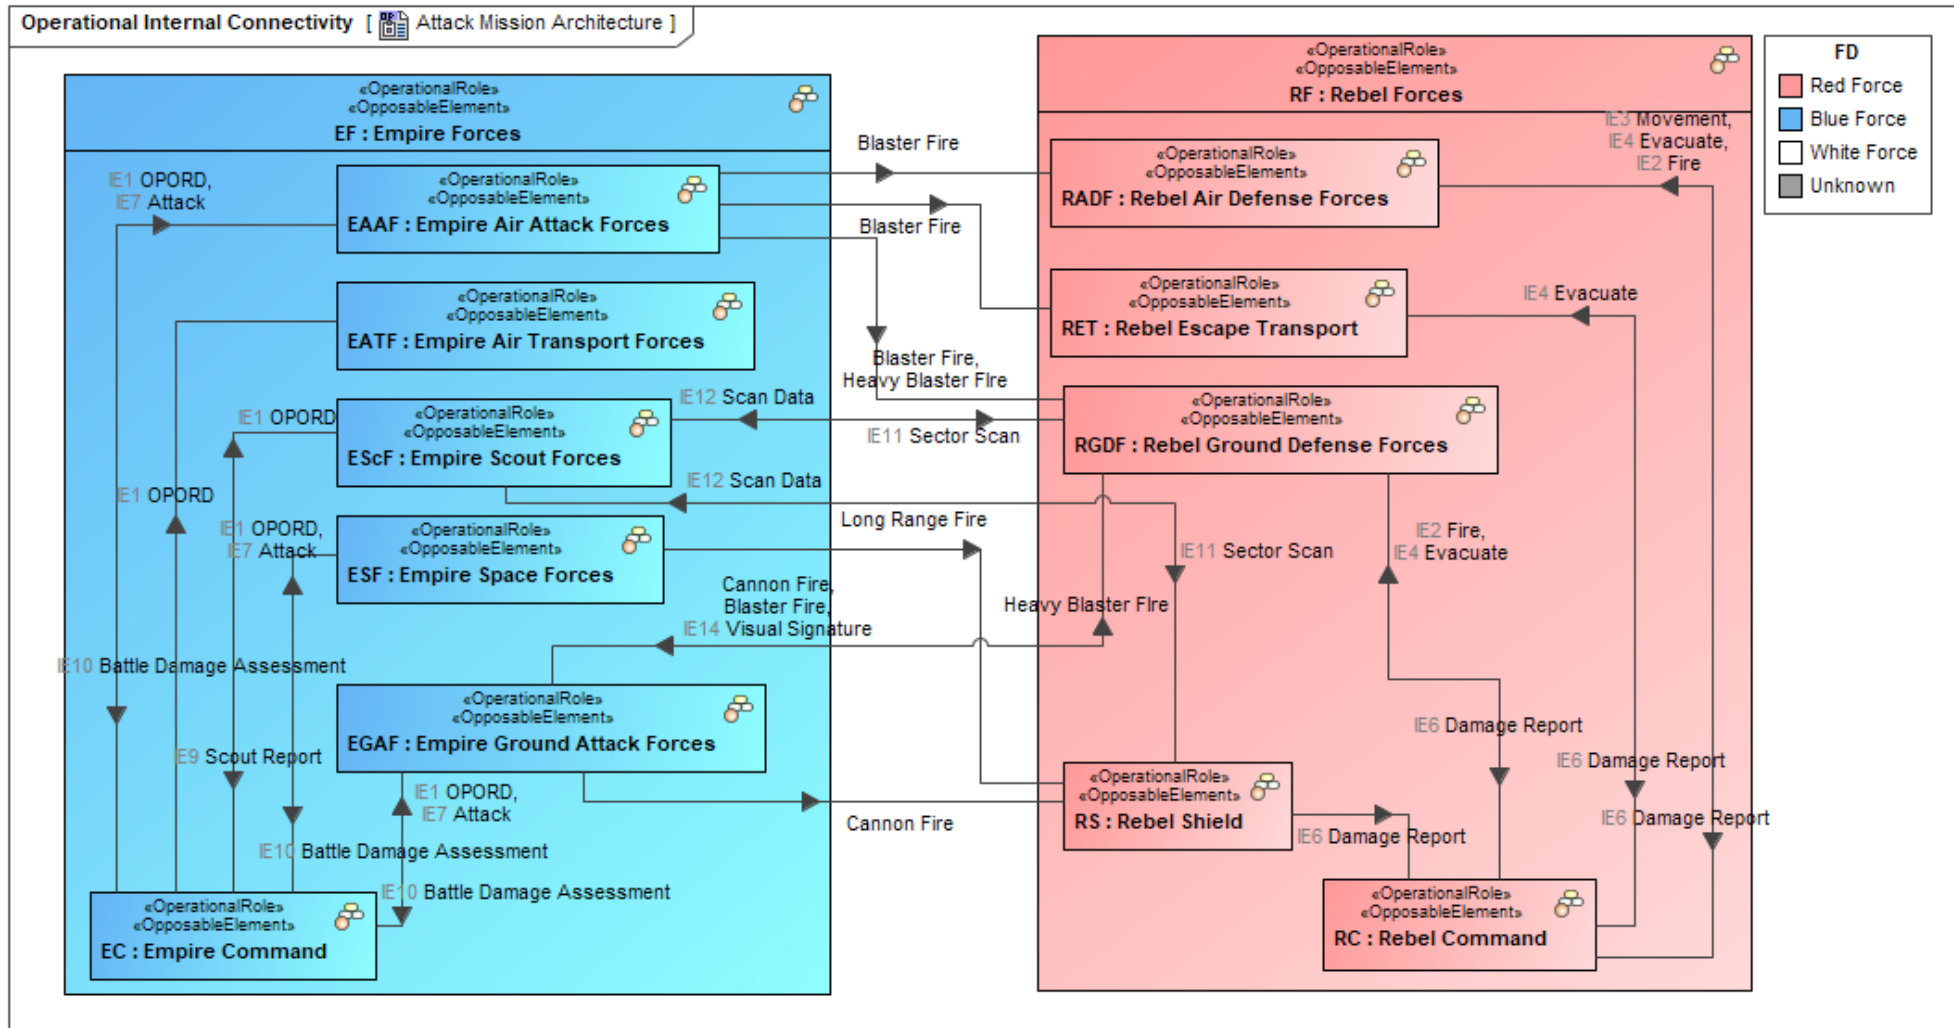 Operational Internal Connectivity [ Attack Mission Architecture ]
«OperationalRole»
«OpposableElement»
EF : Empire Forces
IE1 OPORD,
IE7 Attack
«OperationalRole»
«OpposableElement»
EAAF : Empire Air Attack Forces
«OperationalRole»
«OpposableElement»
EATF : Empire Air Transport Forces
IE1 OPORD
«OperationalRole»
«OpposableElement»
EScF : Empire Scout Forces
IE1 OPORD
IE1 OPORD,
IE7 Attack
«OperationalRole»
«OpposableElement»
ESF : Empire Space Forces
IE10 Battle Damage Assessment
«OperationalRole»
«OpposableElement»
EGAF : Empire Ground Attack Forces
IE9 Scout Report
IE1 OPORD,
IE7 Attack
IE10 Battle Damage Assessment
IE10 Battle Damage Assessment
«OperationalRole»
«OpposableElement»
EC : Empire Command
Blaster Fire
Blaster Fire
Blaster Fire,
Heavy Blaster FIre
IE12 Scan Data
IE11 Sector Scan
IE12 Scan Data
Long Range Fire
Cannon Fire,
Blaster Fire,
IE14 Visual Signature
Heavy Blaster FIre
Cannon Fire
«OperationalRole»
«OpposableElement»
RF : Rebel Forces
IE3 Movement,
IE4 Evacuate,
IE2 Fire
«OperationalRole»
«OpposableElement»
RADF : Rebel Air Defense Forces
«OperationalRole»
«OpposableElement»
RET : Rebel Escape Transport
IE4 Evacuate
«OperationalRole»
«OpposableElement»
RGDF : Rebel Ground Defense Forces
IE11 Sector Scan
IE2 Fire,
IE4 Evacuate
IE6 Damage Report
IE6 Damage Report
IE6 Damage Report
«OperationalRole»
«OpposableElement»
RS : Rebel Shield
IE6 Damage Report
«OperationalRole»
«OpposableElement»
RC : Rebel Command
FD
Red Force
Blue Force
White Force
Unknown